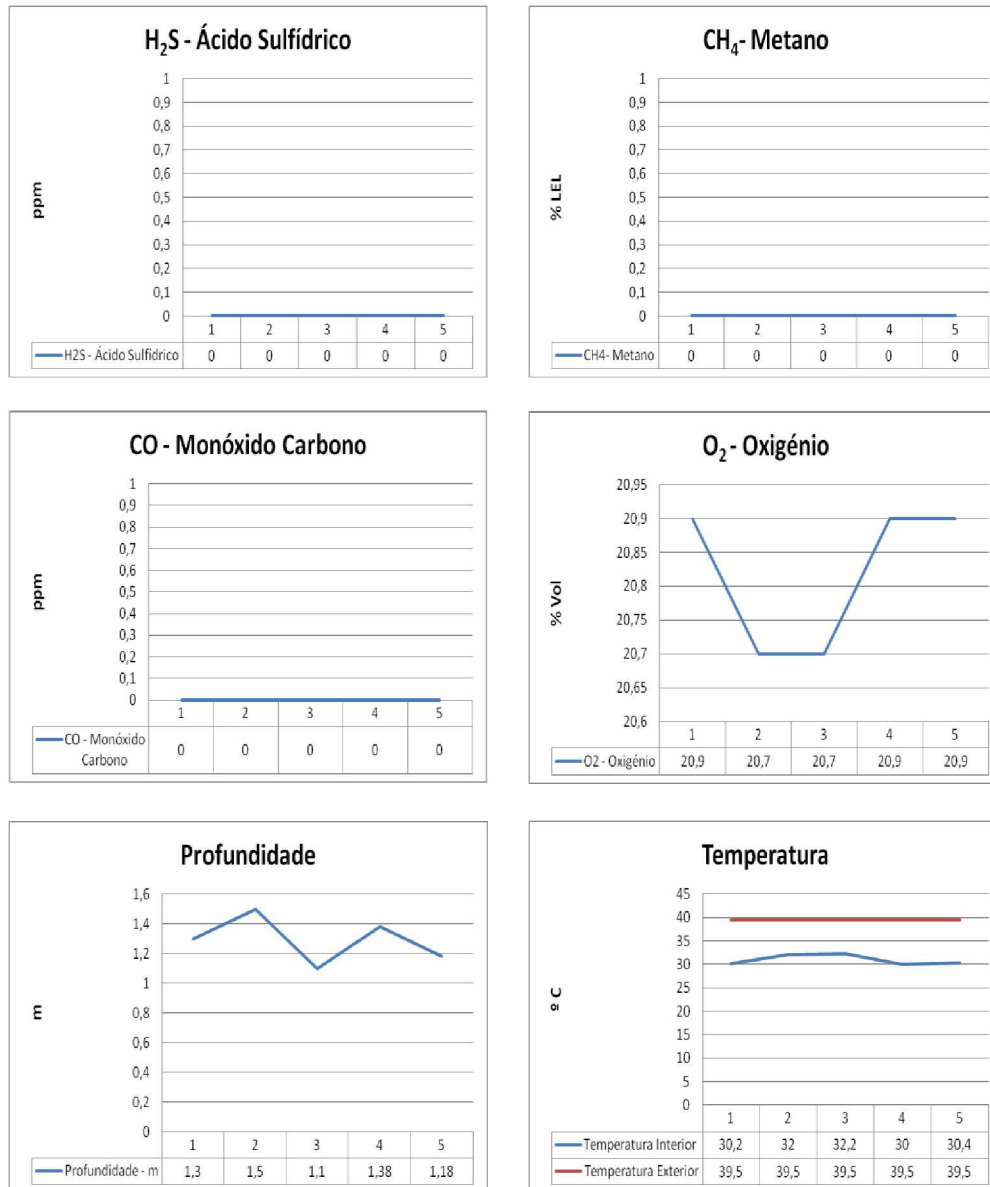 H₂S - Ácido Sulfídrico
ppm
1
0,9
0,8
0,7
0,6
0,5
0,4
0,3
0,2
0,1
0
1 2 3 4 5
H2S - Ácido Sulfídrico 0 0 0 0 0
CH₄- Metano
% LEL
1
0,9
0,8
0,7
0,6
0,5
0,4
0,3
0,2
0,1
0
1 2 3 4 5
CH4- Metano 0 0 0 0 0
CO - Monóxido Carbono
ppm
1
0,9
0,8
0,7
0,6
0,5
0,4
0,3
0,2
0,1
0
1 2 3 4 5
CO - Monóxido
Carbono 0 0 0 0 0
O₂ - Oxigénio
% Vol
20,95
20,9
20,85
20,8
20,75
20,7
20,65
20,6
1 2 3 4 5
O2 - Oxigénio 20,9 20,7 20,7 20,9 20,9
Profundidade
m
1,6
1,4
1,2
1
0,8
0,6
0,4
0,2
0
1 2 3 4 5
Profundidade - m 1,3 1,5 1,1 1,38 1,18
Temperatura
º C
45
40
35
30
25
20
15
10
5
0
1 2 3 4 5
Temperatura Interior 30,2 32 32,2 30 30,4
Temperatura Exterior 39,5 39,5 39,5 39,5 39,5